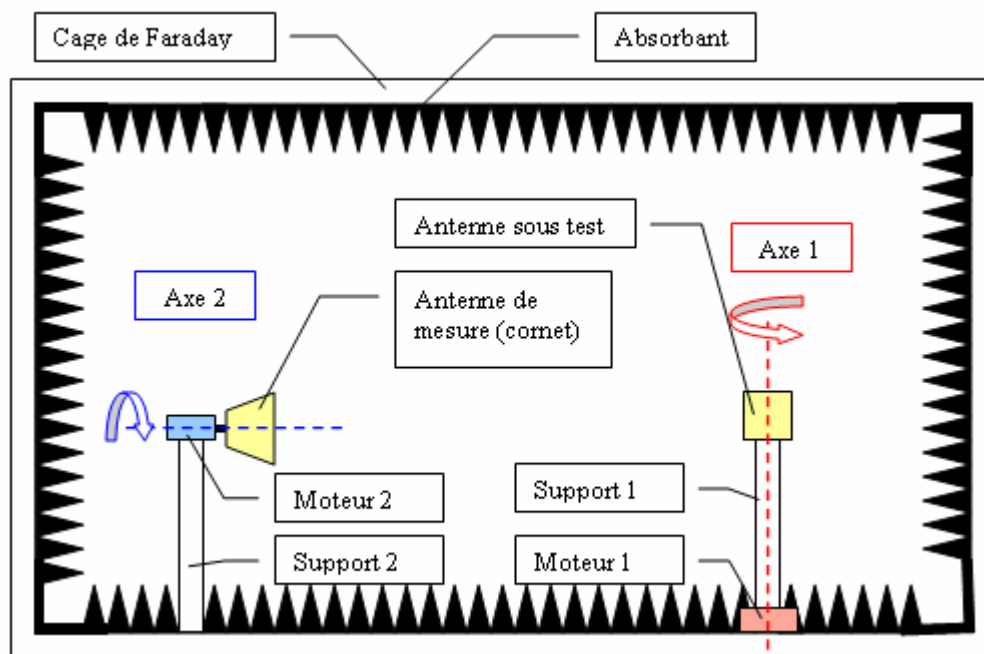 Cage de Faraday
Absorbant
Antenne sous test
Axe 1
Axe 2
Antenne de
mesure (cornet)
Moteur 2
Support 1
Support 2
Moteur 1